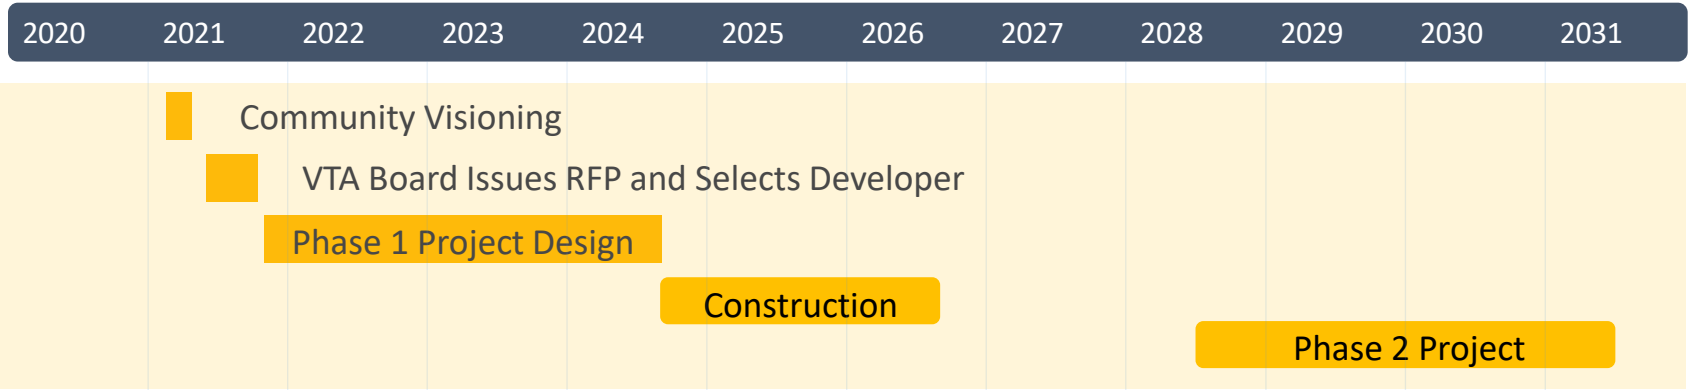 2020 2021 2022 2023 2024 2025 2026 2027 2028 2029 2030 2031
Community Visioning
VTA Board Issues RFP and Selects Developer
Phase 1 Project Design
Construction
Phase 2 Project